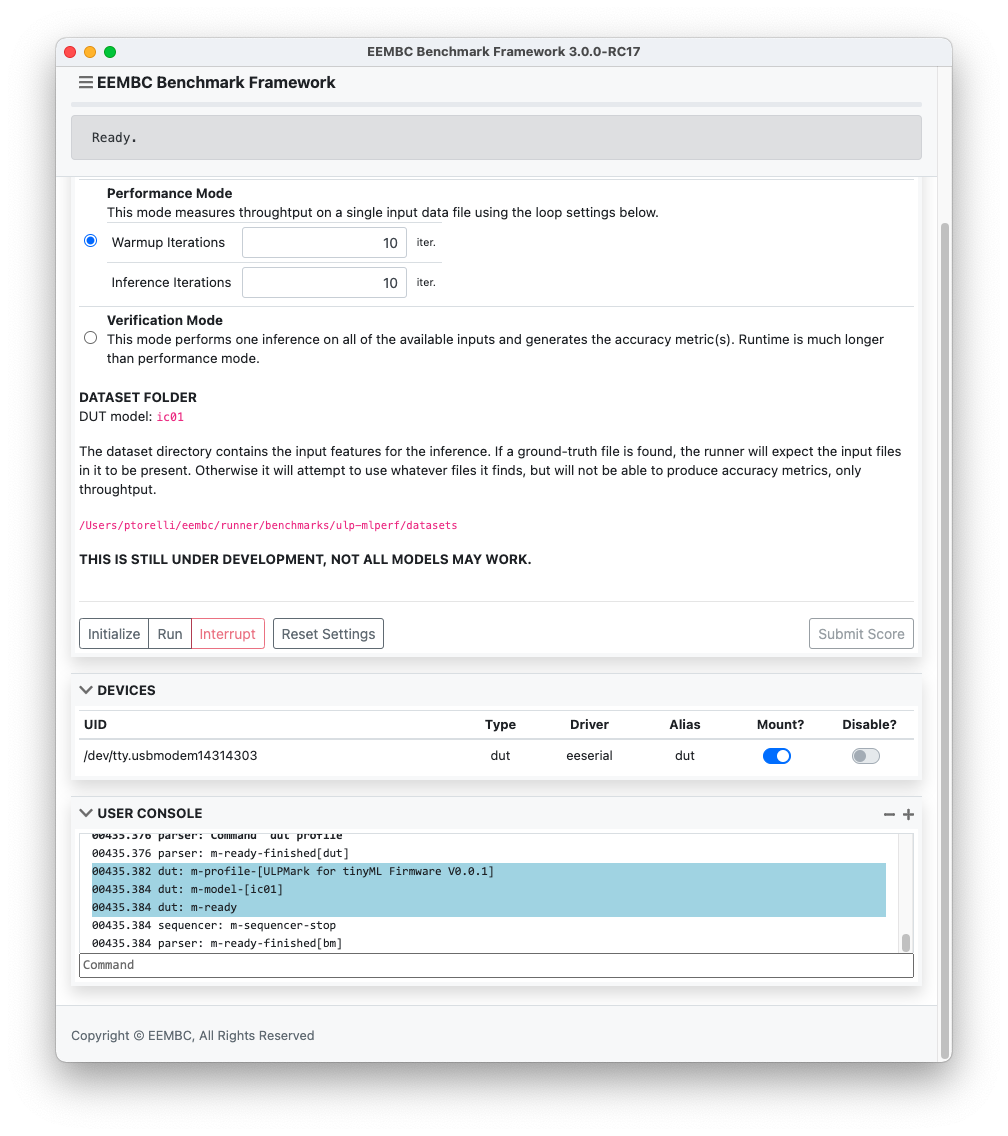 EEMBC Benchmark Framework 3.0.0-RC17
EEMBC Benchmark Framework
Ready.
Performance Mode
This mode measures throughtput on a single input data file using the loop settings below.
Warmup Iterations 10 iter.
Inference Iterations 10 iter.
Verification Mode
This mode performs one inference on all of the available inputs and generates the accuracy metric(s). Runtime is much longer
than performance mode.
DATASET FOLDER
DUT model: ic01
The dataset directory contains the input features for the inference. If a ground-truth file is found, the runner will expect the input files
in it to be present. Otherwise it will attempt to use whatever files it finds, but will not be able to produce accuracy metrics, only
throughtput.
/Users/ptorelli/eembc/runner/benchmarks/ulp-mlperf/datasets
THIS IS STILL UNDER DEVELOPMENT, NOT ALL MODELS MAY WORK.
Initialize Run Interrupt Reset Settings Submit Score
DEVICES
UID Type Driver Alias Mount? Disable?
/dev/tty.usbmodem14314303 dut eeserial dut
USER CONSOLE
00435.376 parser: Command dut profile
00435.376 parser: m-ready-finished[dut]
00435.382 dut: m-profile-[ULPMark for tinyML Firmware V0.0.1]
00435.384 dut: m-model-[ic01]
00435.384 dut: m-ready
00435.384 sequencer: m-sequencer-stop
00435.384 parser: m-ready-finished[bm]
Command
Copyright © EEMBC, All Rights Reserved